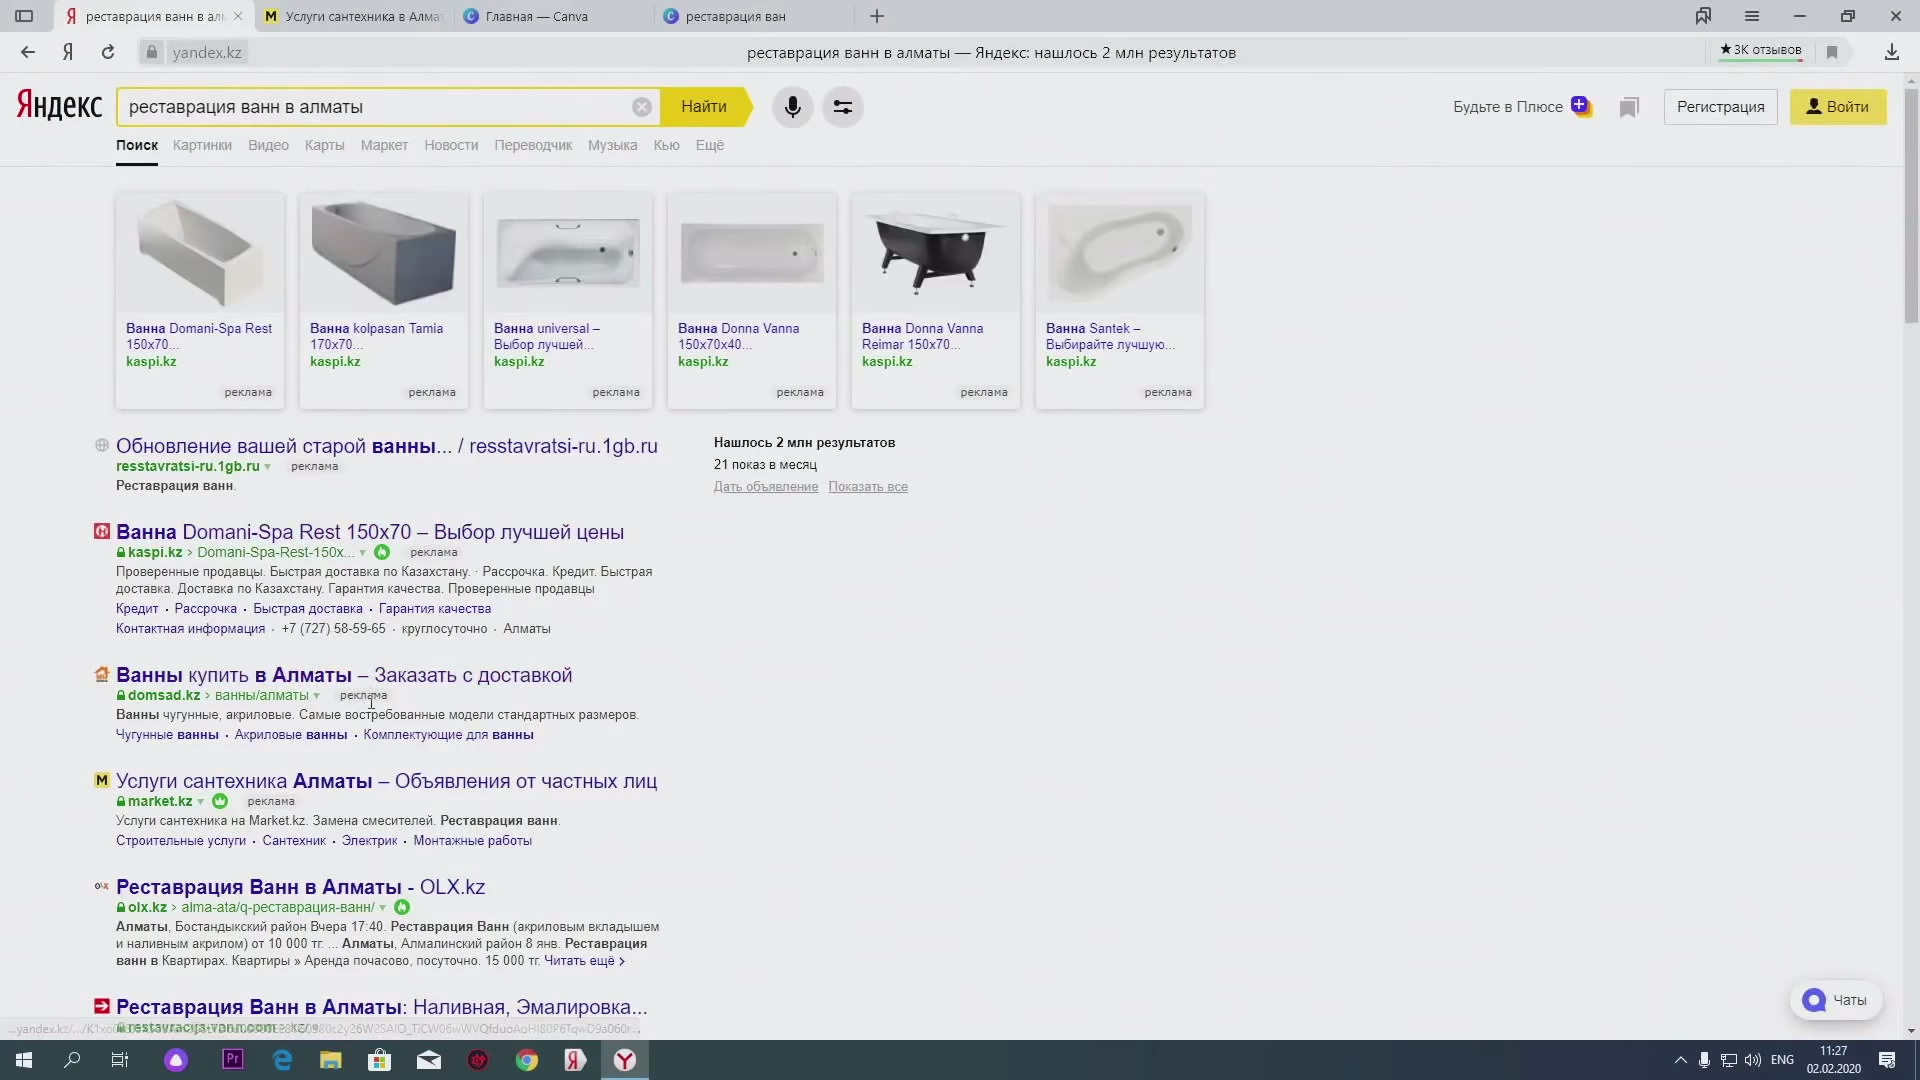 реставрация ванн в ал
Услуги сантехника в Алма
Главная — Canva
реставрация ван
yandex.kz
реставрация ванн в алматы — Яндекс: нашлось 2 млн результатов
★ 3K отзывов
Яндекс
реставрация ванн в алматы
Найти
Будьте в Плюсе
Регистрация
Войти
Поиск Картинки Видео Карты Маркет Новости Переводчик Музыка Кью Ещё
Ванна Domani-Spa Rest
150x70...
kaspi.kz
реклама
Ванна kolpasan Tamia
170x70...
kaspi.kz
реклама
Ванна universal –
Выбор лучшей...
kaspi.kz
реклама
Ванна Donna Vanna
150x70x40...
kaspi.kz
реклама
Ванна Donna Vanna
Reimar 150x70...
kaspi.kz
реклама
Ванна Santek –
Выбирайте лучшую...
kaspi.kz
реклама
Обновление вашей старой ванны... / resstavratsi-ru.1gb.ru
resstavratsi-ru.1gb.ru реклама
Реставрация ванн.
Нашлось 2 млн результатов
21 показ в месяц
Дать объявление Показать все
Ванна Domani-Spa Rest 150x70 – Выбор лучшей цены
kaspi.kz › Domani-Spa-Rest-150x... реклама
Проверенные продавцы. Быстрая доставка по Казахстану. · Рассрочка. Кредит. Быстрая
доставка. Доставка по Казахстану. Гарантия качества. Проверенные продавцы
Кредит · Рассрочка · Быстрая доставка · Гарантия качества
Контактная информация · +7 (727) 58-59-65 · круглосуточно · Алматы
Ванны купить в Алматы – Заказать с доставкой
domsad.kz › ванны/алматы реклама
Ванны чугунные, акриловые. Самые востребованные модели стандартных размеров.
Чугунные ванны · Акриловые ванны · Комплектующие для ванны
Услуги сантехника Алматы – Объявления от частных лиц
market.kz реклама
Услуги сантехника на Market.kz. Замена смесителей. Реставрация ванн.
Строительные услуги · Сантехник · Электрик · Монтажные работы
Реставрация Ванн в Алматы - OLX.kz
olx.kz › alma-ata/q-реставрация-ванн/
Алматы, Бостандыкский район Вчера 17:40. Реставрация Ванн (акриловым вкладышем
и наливным акрилом) от 10 000 тг. ... Алматы, Алмалинский район 8 янв. Реставрация
ванн в Квартирах. Квартиры » Аренда почасово, посуточно. 15 000 тг. Читать ещё ›
Реставрация Ванн в Алматы: Наливная, Эмалировка...
Чаты
ENG
11:27
02.02.2020